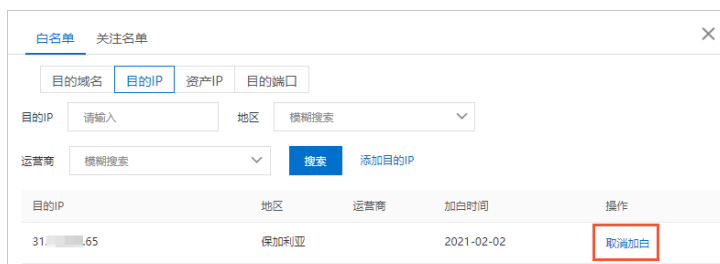 白名单 关注名单
目的域名 目的IP 资产IP 目的端口
目的IP 请输入 地区 模糊搜索
运营商 模糊搜索 搜索 添加目的IP
目的IP 地区 运营商 加白时间 操作
31. .65 保加利亚 2021-02-02 取消加白